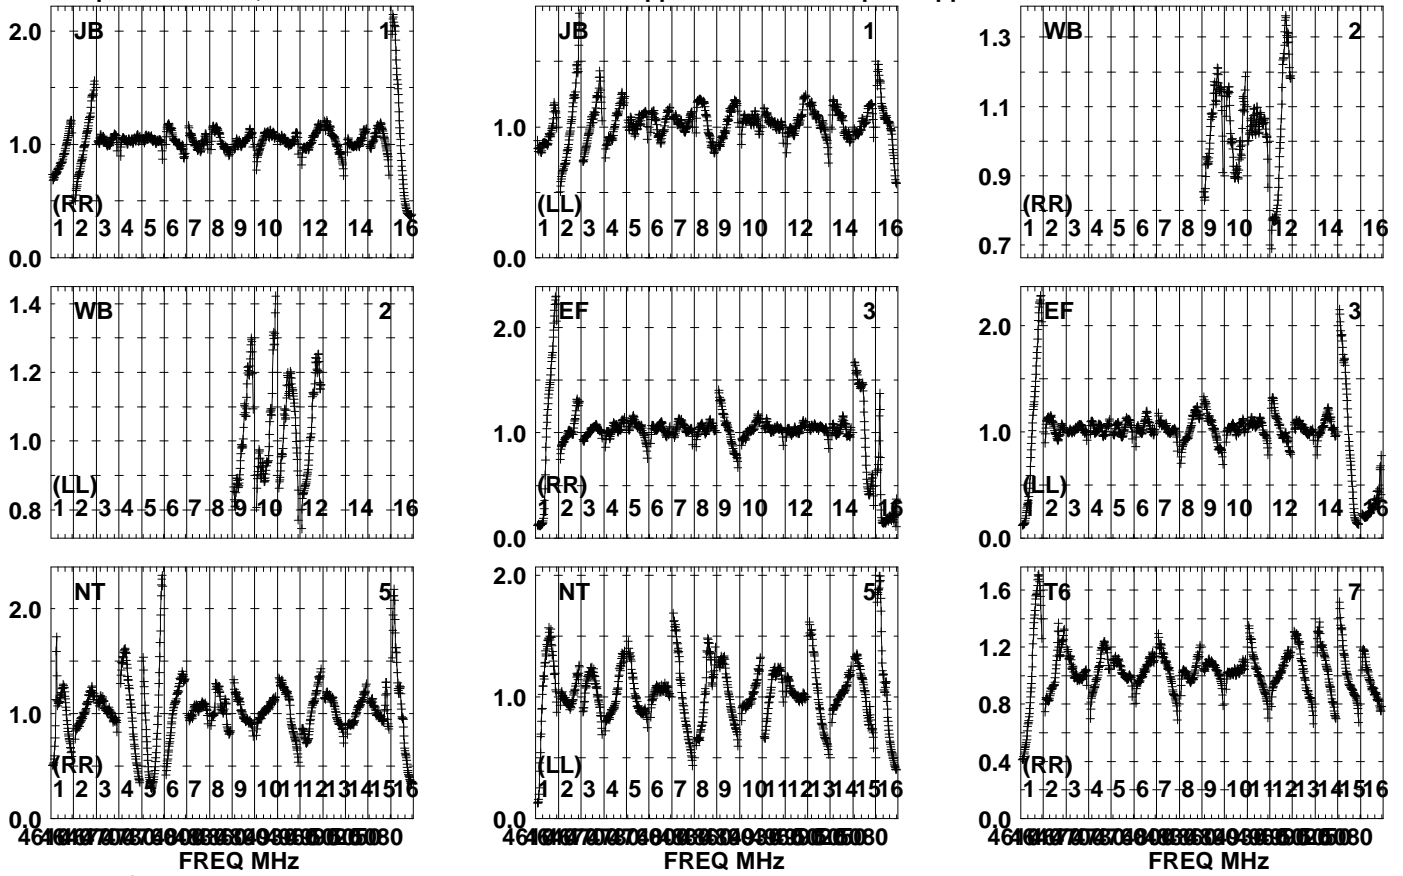 2.0 JB 1
1.0
(RR)
1 2 3 4 5 6 7 8 9 10 12 14 16
0.0
JB 1
1.0
(LL)
1 2 3 4 5 6 7 8 9 10 12 14 16
0.0
1.3 WB 2
1.1
0.9
(RR)
1 2 3 4 5 6 7 8 9 10 12 14 16
0.7
1.4 WB 2
1.2
1.0
(LL)
1 2 3 4 5 6 7 8 9 10 12 14 16
0.8
EF 3
2.0
1.0
(RR)
1 2 3 4 5 6 7 8 9 10 12 14 16
0.0
EF 3
2.0
1.0
(LL)
1 2 3 4 5 6 7 8 9 10 12 14 16
0.0
NT 5
2.0
1.0
(RR)
1 2 3 4 5 6 7 8 9 10 11 12 13 14 15 16
0.0
FREQ MHz
2.0 NT 5
1.0
(LL)
1 2 3 4 5 6 7 8 9 10 11 12 13 14 15 16
0.0
1.6 T6 7
1.2
0.8
0.4 (RR)
1 2 3 4 5 6 7 8 9 10 11 12 13 14 15 16
0.0
FREQ MHz